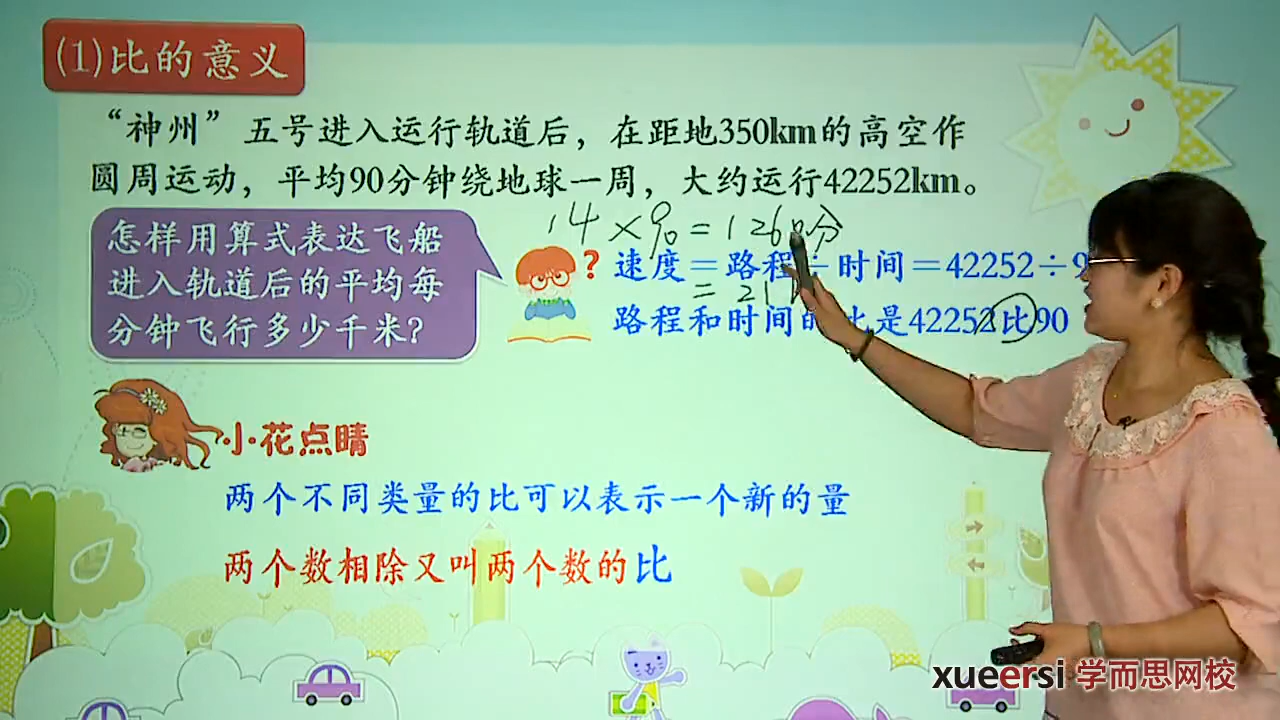 (1)比的意义
“神州”五号进入运行轨道后，在距地350km的高空作
圆周运动，平均90分钟绕地球一周，大约运行42252km。
14×90=1260分
怎样用算式表达飞船
进入轨道后的平均每
分钟飞行多少千米？
?
速度＝路程÷时间＝42252÷9
= 21
路程和时间的比是42252比90
小花点晴
两个不同类量的比可以表示一个新的量
两个数相除又叫两个数的比
xueersi 学而思网校